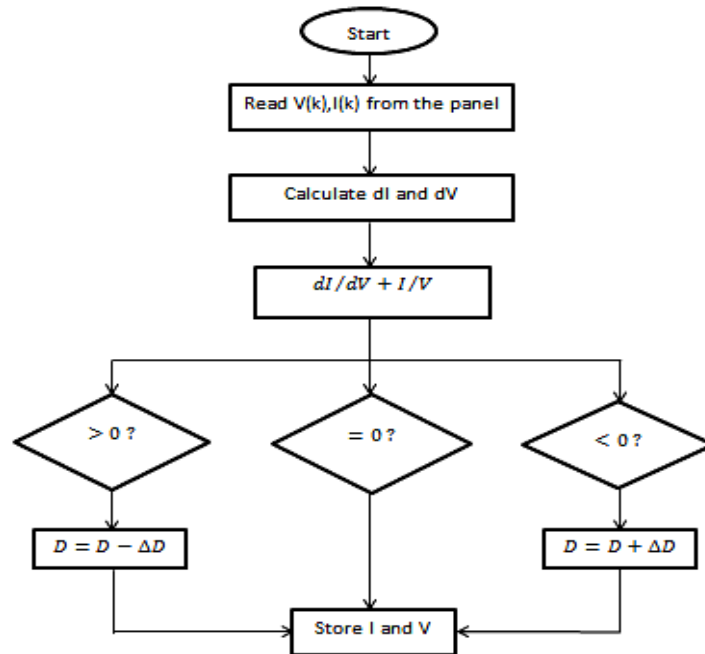 Start
Read V(k),I(k) from the panel
Calculate dI and dV
dI/dV + I/V
> 0 ?
= 0 ?
< 0 ?
D = D − ΔD
D = D + ΔD
Store I and V